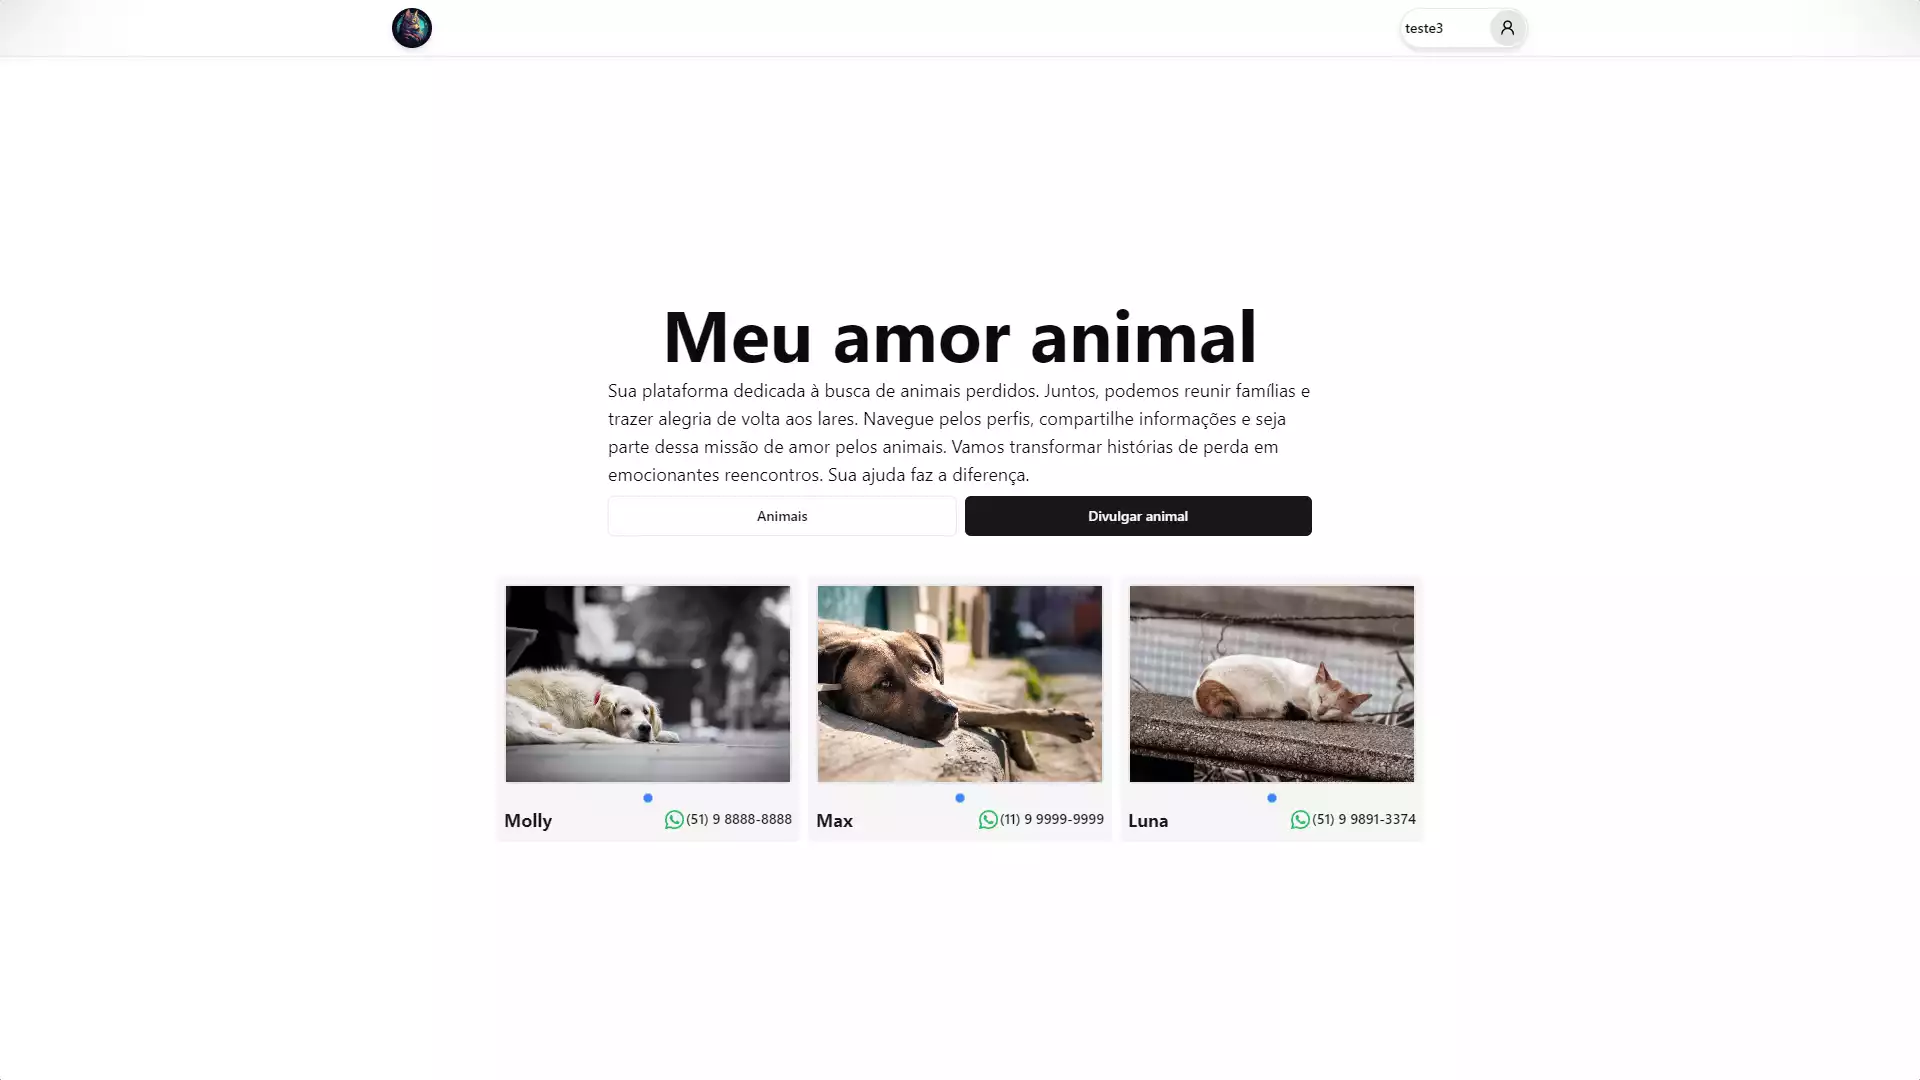 teste3
Meu amor animal
Sua plataforma dedicada à busca de animais perdidos. Juntos, podemos reunir famílias e
trazer alegria de volta aos lares. Navegue pelos perfis, compartilhe informações e seja
parte dessa missão de amor pelos animais. Vamos transformar histórias de perda em
emocionantes reencontros. Sua ajuda faz a diferença.
Animais
Divulgar animal
Molly
(51) 9 8888-8888
Max
(11) 9 9999-9999
Luna
(51) 9 9891-3374